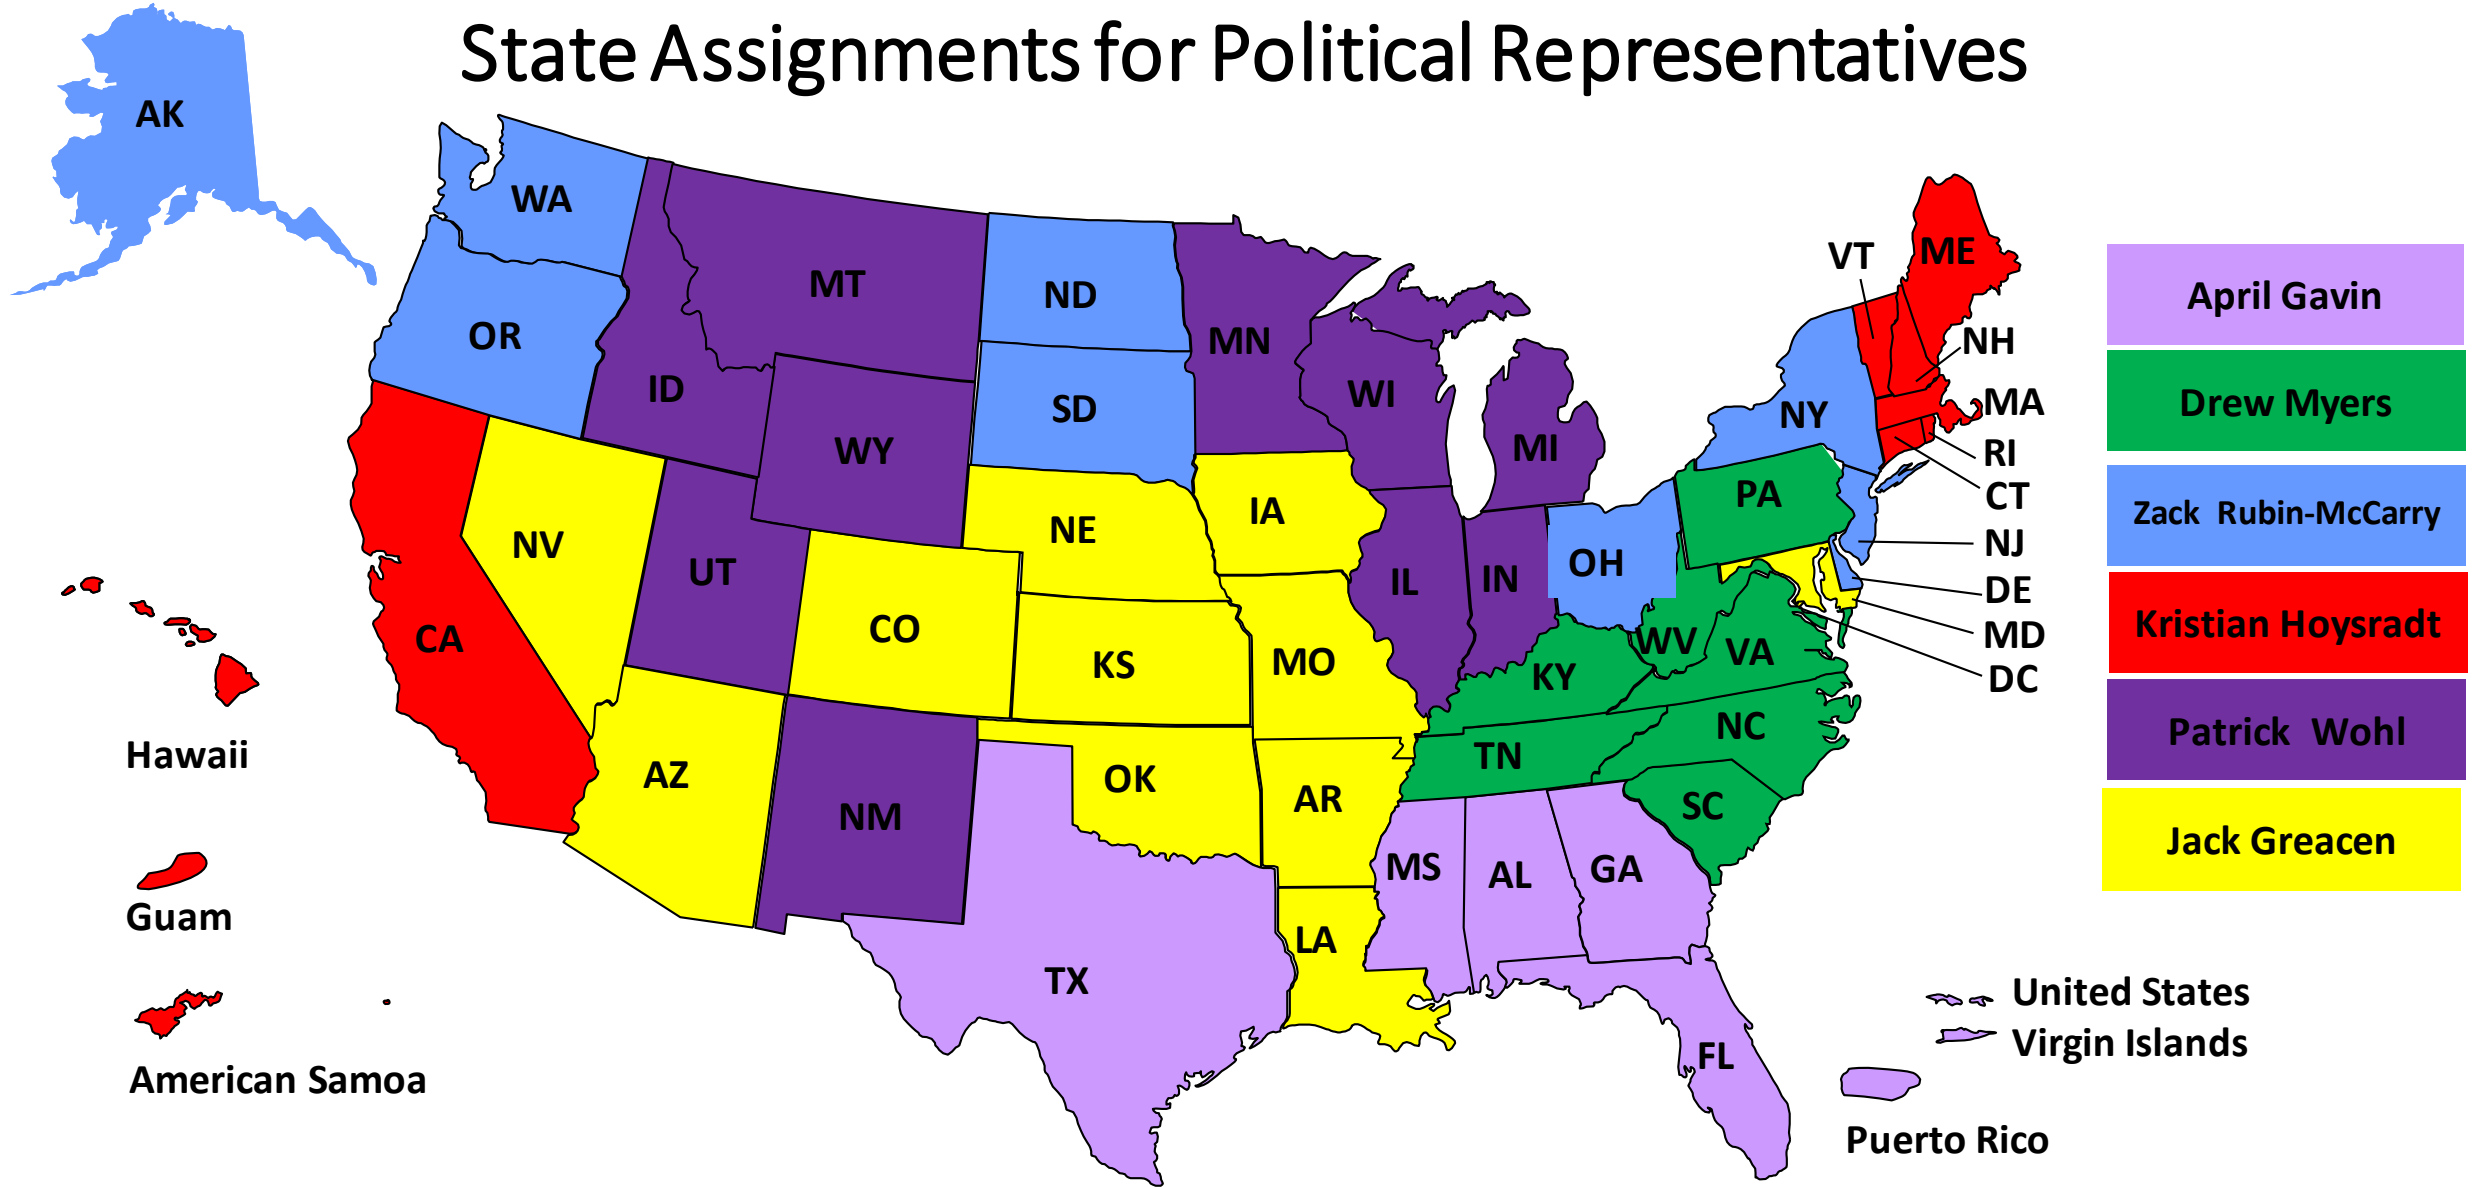 State Assignments for Political Representatives
AK
WA
OR
ID
MT
WY
ND
SD
MN
WI
MI
VT
ME
NH
NY
MA
RI
CT
NJ
DE
MD
DC
PA
OH
IN
IL
IA
NE
NV
UT
CO
KS
MO
KY
WV
VA
CA
AZ
NM
OK
AR
TN
NC
SC
MS
AL
GA
LA
TX
FL
Hawaii
Guam
American Samoa
April Gavin
Drew Myers
Zack Rubin-McCarry
Kristian Hoysradt
Patrick Wohl
Jack Greacen
United States
Virgin Islands
Puerto Rico